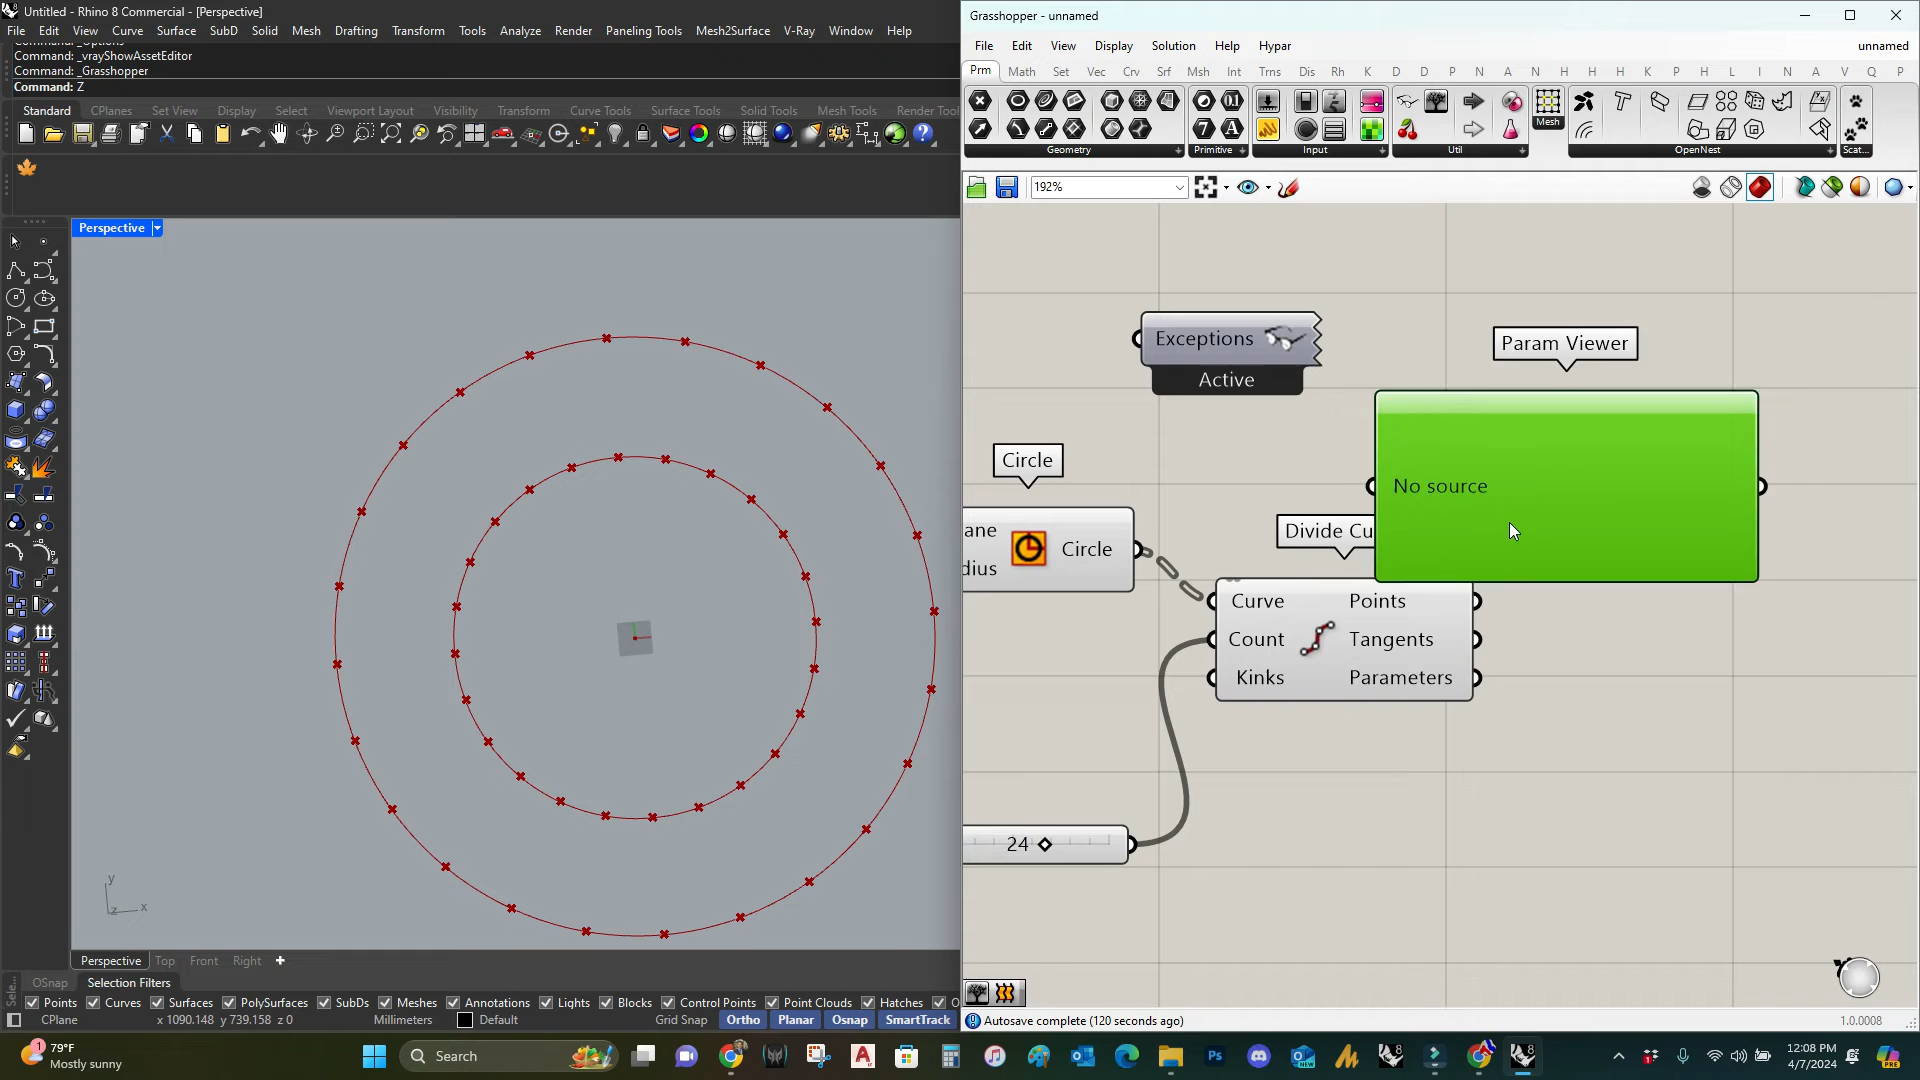 Untitled - Rhino 8 Commercial - [Perspective]
File Edit View Curve Surface SubD Solid Mesh Drafting Transform Tools Analyze Render Paneling Tools Mesh2Surface V-Ray Window Help
Command: _Options
Command: _vrayShowAssetEditor
Command: _Grasshopper
Command: Z
Standard CPlanes Set View Display Select Viewport Layout Visibility Transform Curve Tools Surface Tools Solid Tools Mesh Tools Render Tool
Perspective
y
z x
Perspective Top Front Right
Sele...
OSnap Selection Filters
Points Curves Surfaces PolySurfaces SubDs Meshes Annotations Lights Blocks Control Points Point Clouds Hatches O
CPlane x 1090.148 y 739.158 z 0 Millimeters Default Grid Snap Ortho Planar Osnap SmartTrack
Grasshopper - unnamed
File Edit View Display Solution Help Hypar unnamed
Prm Math Set Vec Crv Srf Msh Int Trns Dis Rh K D D P N A N H H H K P H L I N A V Q P
Mesh
Geometry Primitive Input Util OpenNest Scat...
192%
Exceptions
Active
Param Viewer
No source
Circle
ane
dius
Circle
Divide Cu
Curve Points
Count Tangents
Kinks Parameters
24
Autosave complete (120 seconds ago) 1.0.0008
1
79°F
Mostly sunny
Search
12:08 PM
4/7/2024